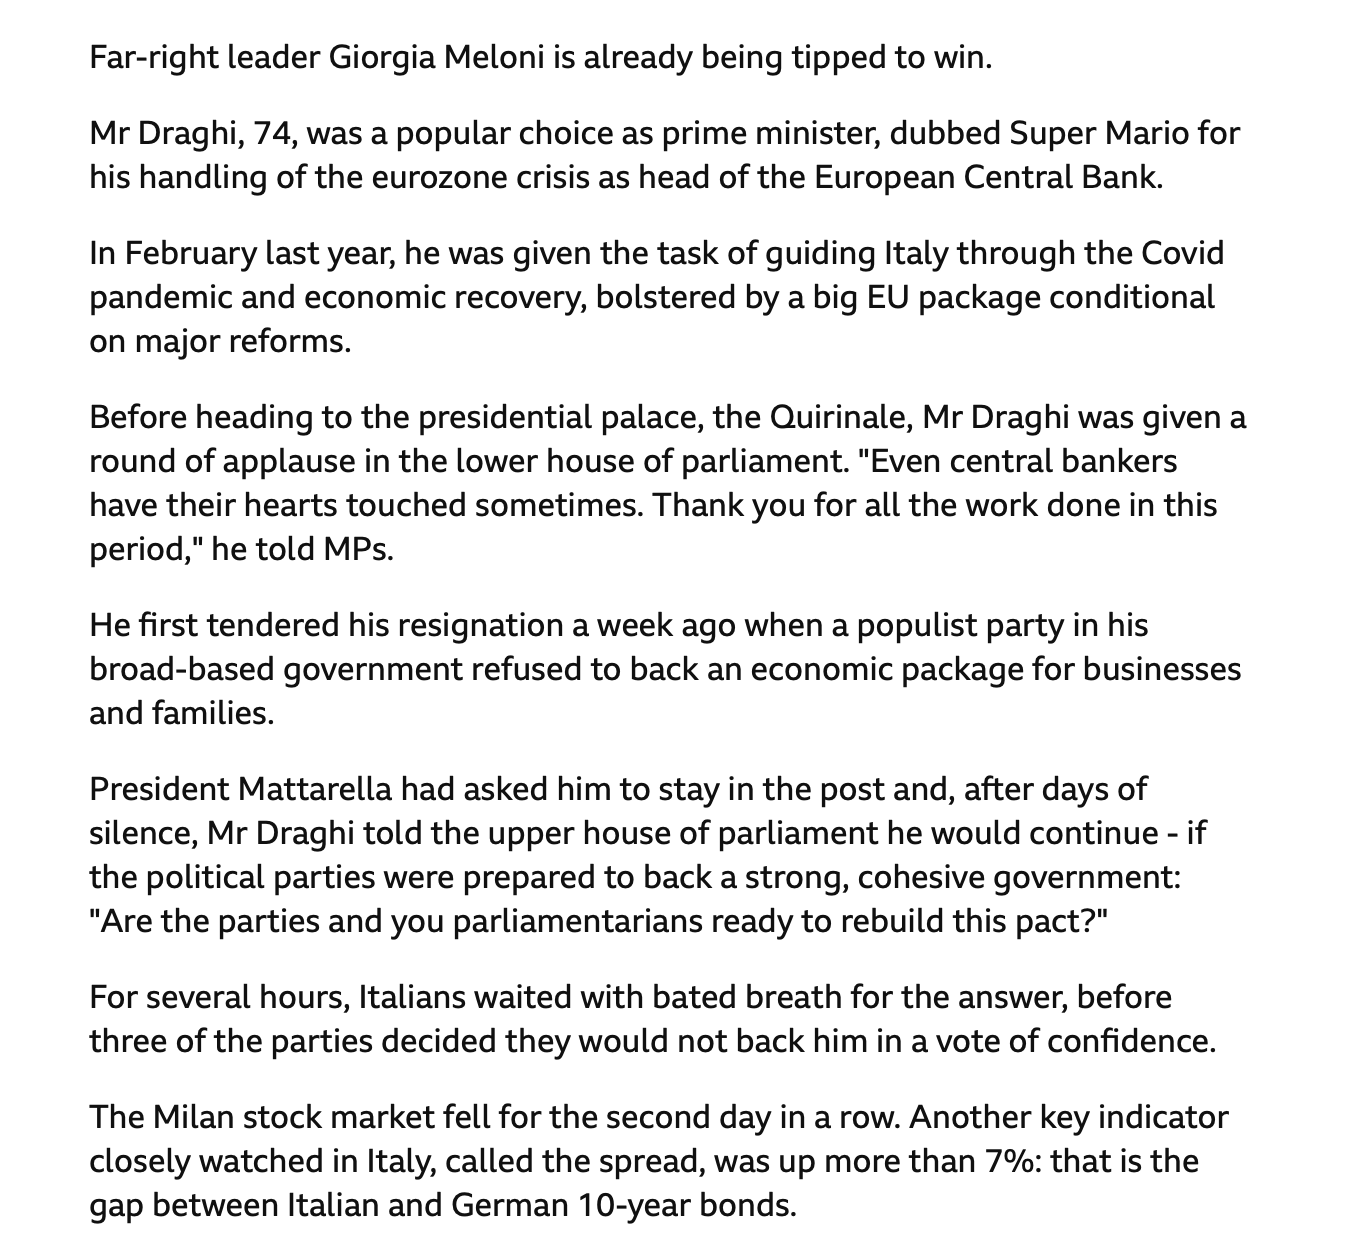 Far-right leader Giorgia Meloni is already being tipped to win.
Mr Draghi, 74, was a popular choice as prime minister, dubbed Super Mario for
his handling of the eurozone crisis as head of the European Central Bank.
In February last year, he was given the task of guiding Italy through the Covid
pandemic and economic recovery, bolstered by a big EU package conditional
on major reforms.
Before heading to the presidential palace, the Quirinale, Mr Draghi was given a
round of applause in the lower house of parliament. "Even central bankers
have their hearts touched sometimes. Thank you for all the work done in this
period," he told MPs.
He first tendered his resignation a week ago when a populist party in his
broad-based government refused to back an economic package for businesses
and families.
President Mattarella had asked him to stay in the post and, after days of
silence, Mr Draghi told the upper house of parliament he would continue - if
the political parties were prepared to back a strong, cohesive government:
"Are the parties and you parliamentarians ready to rebuild this pact?"
For several hours, Italians waited with bated breath for the answer, before
three of the parties decided they would not back him in a vote of confidence.
The Milan stock market fell for the second day in a row. Another key indicator
closely watched in Italy, called the spread, was up more than 7%: that is the
gap between Italian and German 10-year bonds.